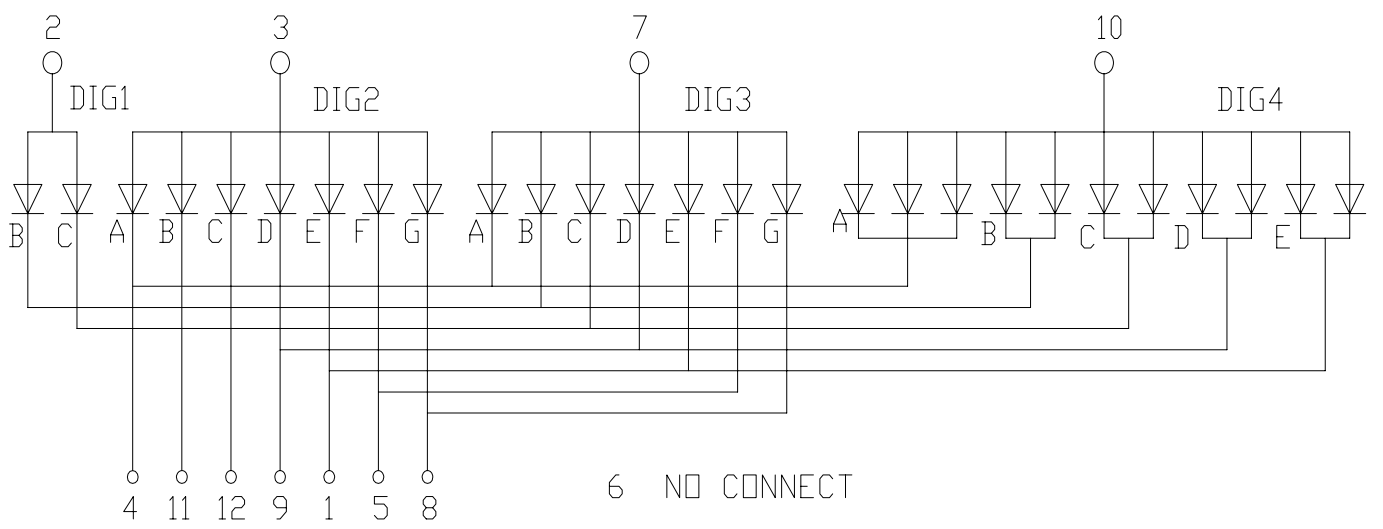 2 3 7 10
DIG1 DIG2 DIG3 DIG4
B C A B C D E F G A B C D E F G A B C D E
6 NO CONNECT
4 11 12 9 1 5 8